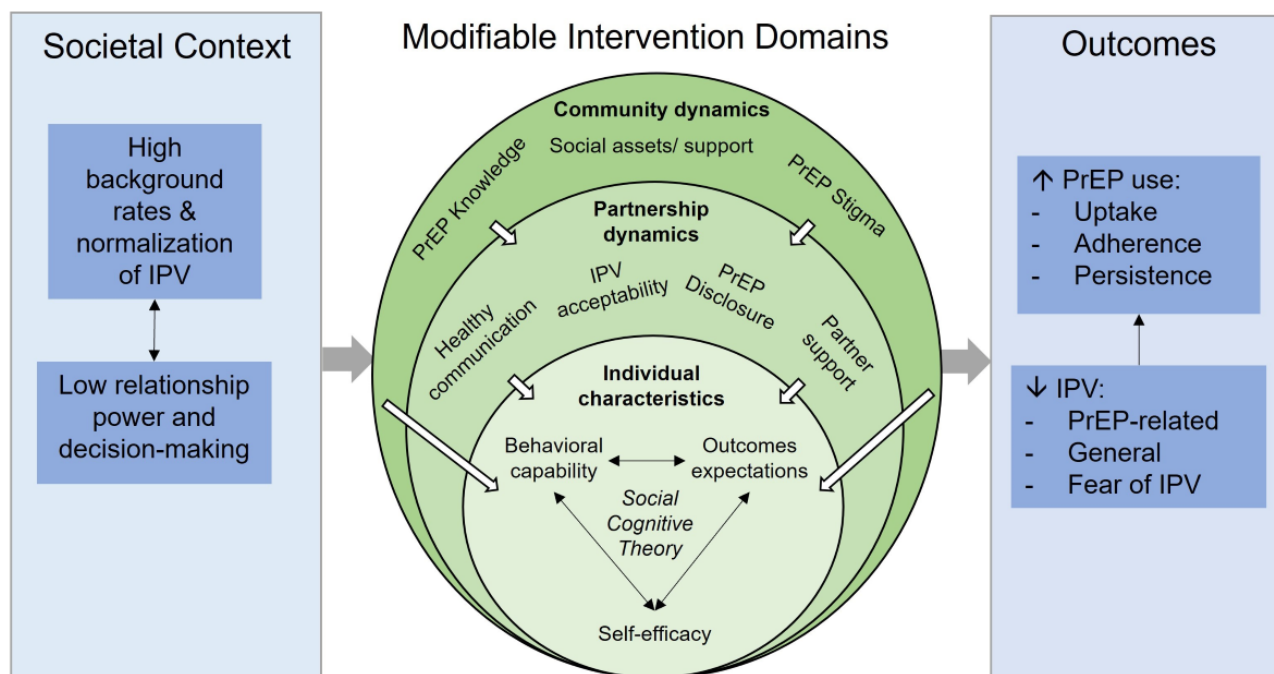 Societal Context
High
background
rates &
normalization
of IPV
Low relationship
power and
decision-making
Modifiable Intervention Domains
Community dynamics
Social assets/ support
PrEP Knowledge
PrEP Stigma
Partnership
dynamics
Healthy
communication
IPV
acceptability
PrEP
Disclosure
Partner
support
Individual
characteristics
Behavioral
capability
Outcomes
expectations
Social
Cognitive
Theory
Self-efficacy
Outcomes
↑ PrEP use:
- Uptake
- Adherence
- Persistence
↓ IPV:
- PrEP-related
- General
- Fear of IPV